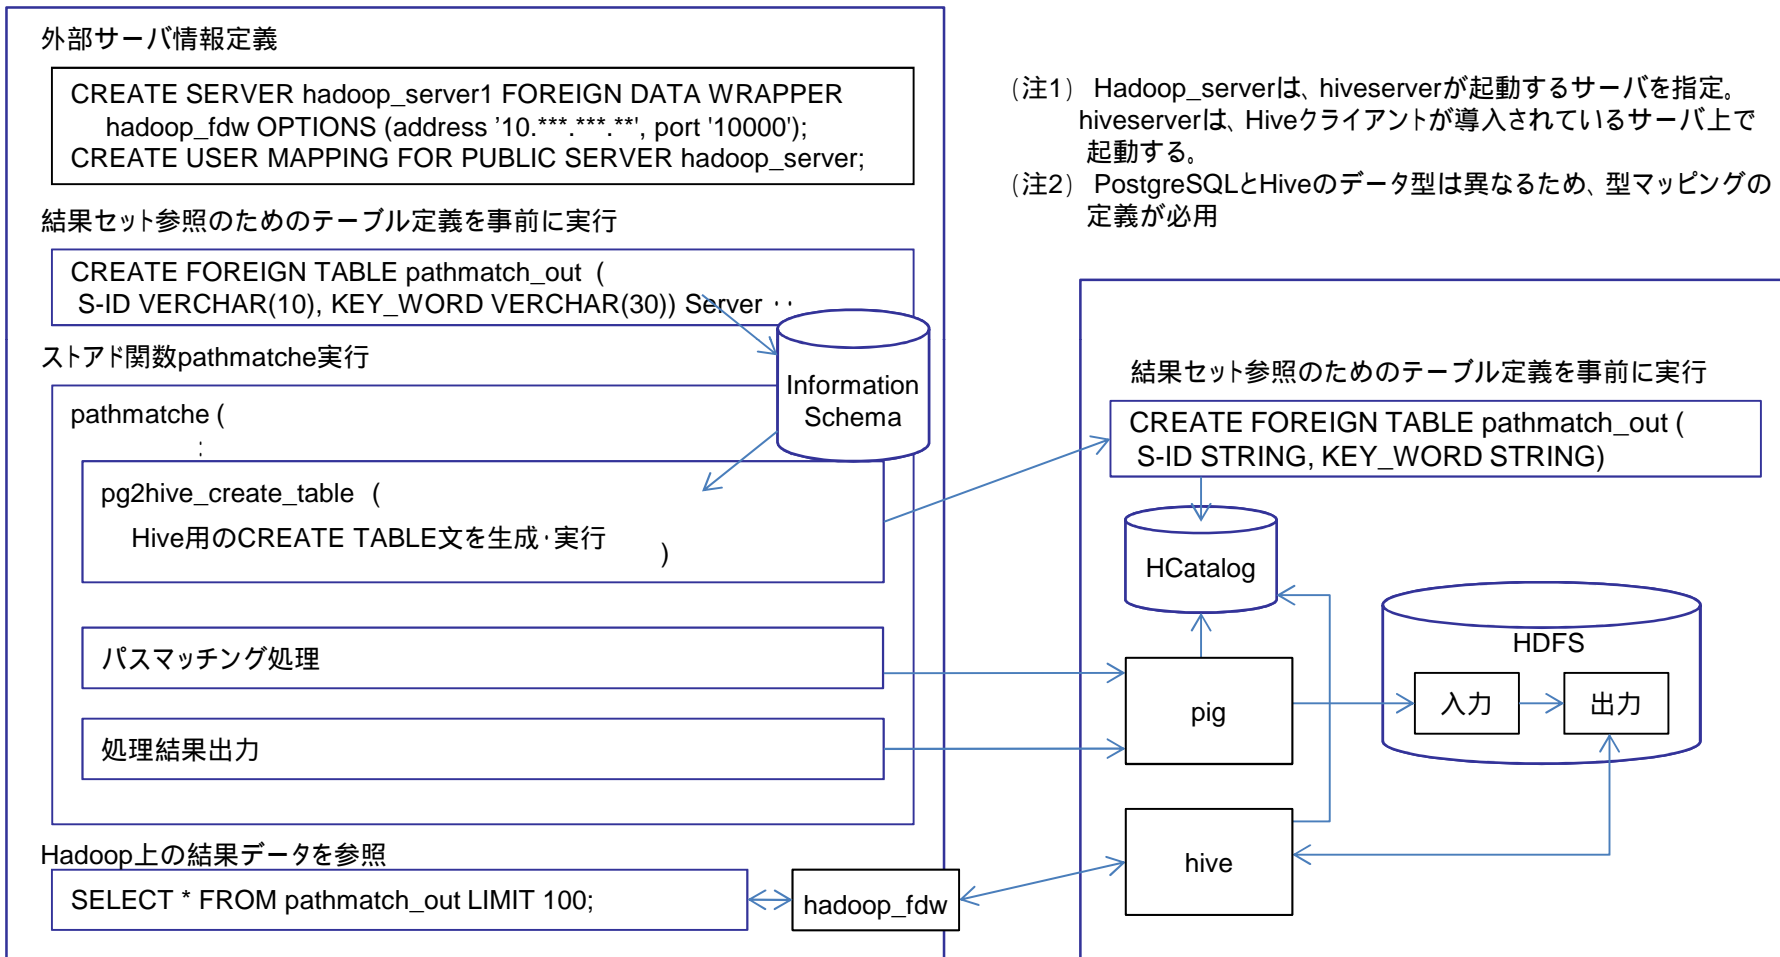 外部サーバ情報定義
CREATE SERVER hadoop_server1 FOREIGN DATA WRAPPER
hadoop_fdw OPTIONS (address '10.***.***.**', port '10000');
CREATE USER MAPPING FOR PUBLIC SERVER hadoop_server;
結果セット参照のためのテーブル定義を事前に実行
CREATE FOREIGN TABLE pathmatch_out (
S-ID VERCHAR(10), KEY_WORD VERCHAR(30)) Server ‥
Information
Schema
ストアド関数pathmatche実行
pathmatche (
:
pg2hive_create_table (
Hive用のCREATE TABLE文を生成・実行
)
パスマッチング処理
処理結果出力
Hadoop上の結果データを参照
SELECT * FROM pathmatch_out LIMIT 100;
hadoop_fdw
(注1) Hadoop_serverは、hiveserverが起動するサーバを指定。
hiveserverは、Hiveクライアントが導入されているサーバ上で
起動する。
(注2) PostgreSQLとHiveのデータ型は異なるため、型マッピングの
定義が必用
結果セット参照のためのテーブル定義を事前に実行
CREATE FOREIGN TABLE pathmatch_out (
S-ID STRING, KEY_WORD STRING)
HCatalog
HDFS
入力
出力
pig
hive